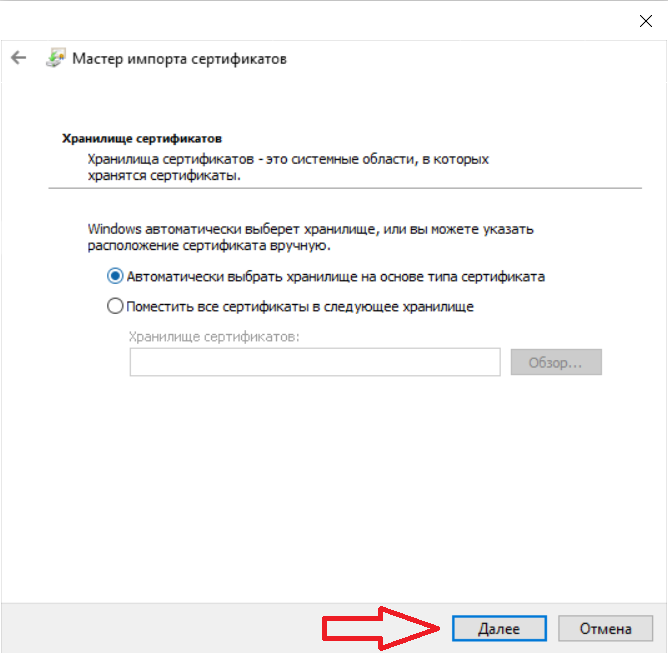 Мастер импорта сертификатов
Хранилище сертификатов
Хранилища сертификатов - это системные области, в которых
хранятся сертификаты.
Windows автоматически выберет хранилище, или вы можете указать
расположение сертификата вручную.
Автоматически выбрать хранилище на основе типа сертификата
Поместить все сертификаты в следующее хранилище
Хранилище сертификатов:
Обзор...
Далее
Отмена